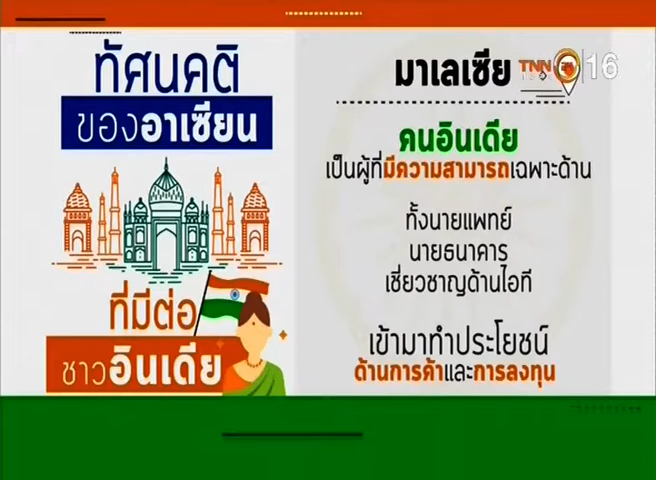 ทัศนคติ
ของอาเซียน
ที่มีต่อ
ชาวอินเดีย
มาเลเซีย
TNN 16
คนอินเดีย
เป็นผู้ที่มีความสามารถเฉพาะด้าน
ทั้งนายแพทย์
นายธนาคาร
เชี่ยวชาญด้านไอที
เข้ามาทำประโยชน์
ด้านการค้าและการลงทุน